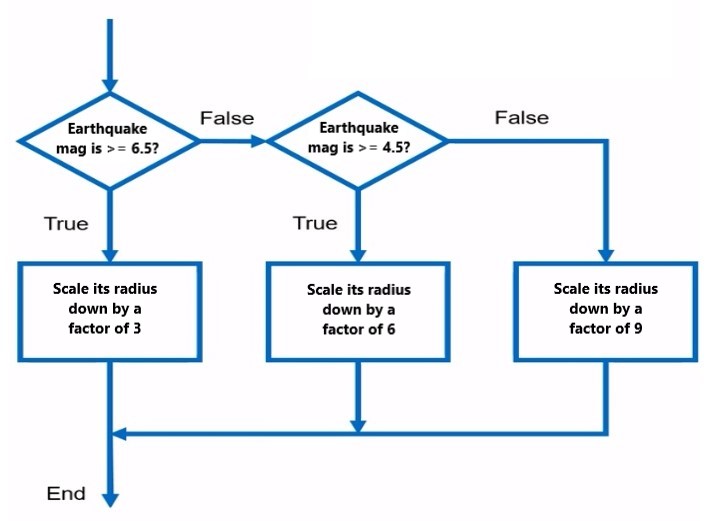 Earthquake
mag is >= 6.5?
False
Earthquake
mag is >= 4.5?
False
True
True
Scale its radius
down by a
factor of 3
Scale its radius
down by a
factor of 6
Scale its radius
down by a
factor of 9
End